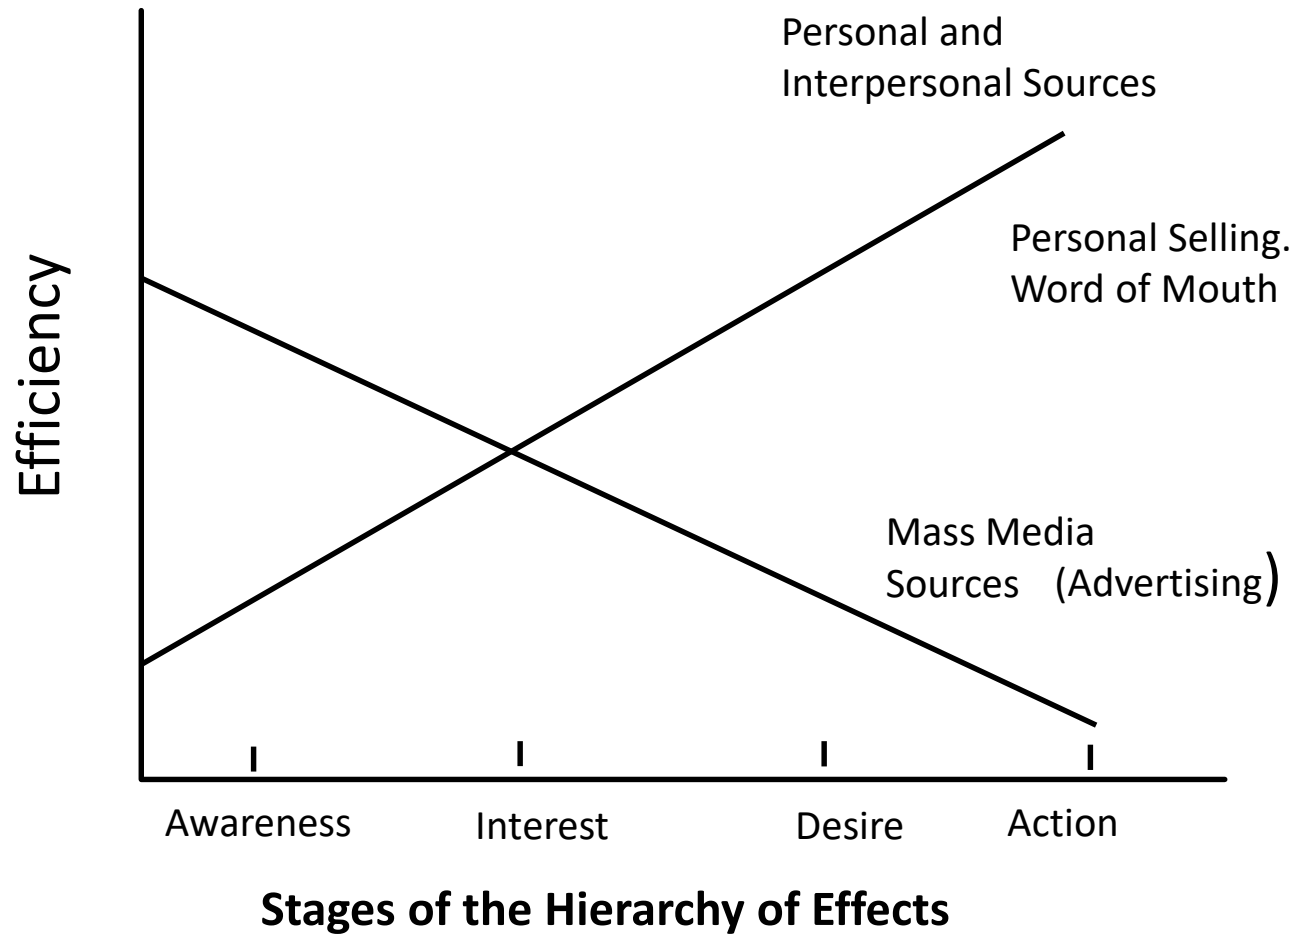 Personal and
Interpersonal Sources
Personal Selling.
Word of Mouth
Efficiency
Mass Media
Sources (Advertising)
Awareness Interest Desire Action
Stages of the Hierarchy of Effects